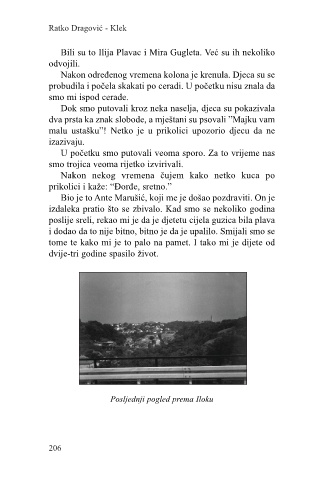 Ratko Dragović - Klek
Bili su to Ilija Plavac i Mira Gugleta. Već su ih nekoliko
odvojili.
Nakon određenog vremena kolona je krenula. Djeca su se
probudila i počela skakati po ceradi. U početku nisu znala da
smo mi ispod cerade.
Dok smo putovali kroz neka naselja, djeca su pokazivala
dva prsta ka znak slobode, a mještani su psovali ”Majku vam
malu ustašku”! Netko je u prikolici upozorio djecu da ne
izazivaju.
U početku smo putovali veoma sporo. Za to vrijeme nas
smo trojica veoma rijetko izvirivali.
Nakon nekog vremena čujem kako netko kuca po
prikolici i kaže: “Đorđe, sretno.”
Bio je to Ante Marušić, koji me je došao pozdraviti. On je
izdaleka pratio što se zbivalo. Kad smo se nekoliko godina
poslije sreli, rekao mi je da je djetetu cijela guzica bila plava
i dodao da to nije bitno, bitno je da je upalilo. Smijali smo se
tome te kako mi je to palo na pamet. I tako mi je dijete od
dvije-tri godine spasilo život.
Posljednji pogled prema Iloku
206